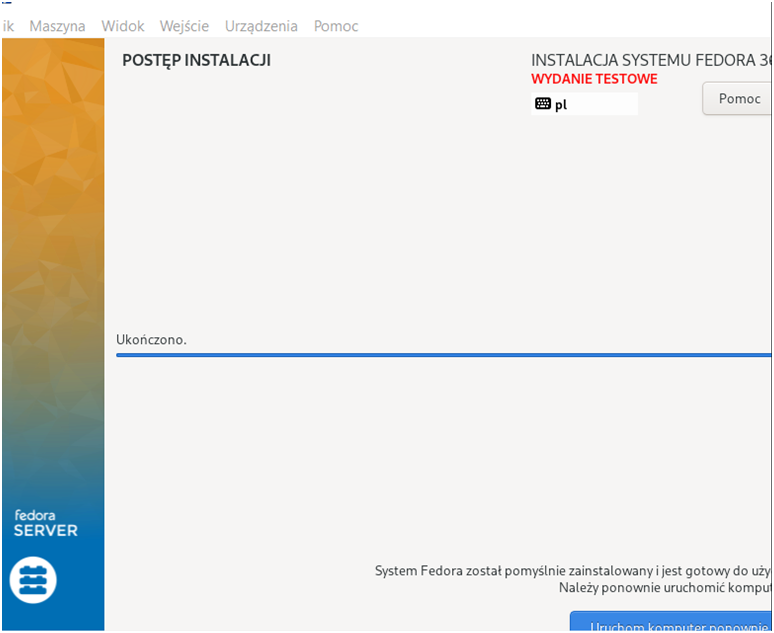 ik Maszyna Widok Wejście Urządzenia Pomoc
POSTĘP INSTALACJI
INSTALACJA SYSTEMU FEDORA 36
WYDANIE TESTOWE
pl
Pomoc
Ukończono.
fedora
SERVER
System Fedora został pomyślnie zainstalowany i jest gotowy do uży
Należy ponownie uruchomić komput
Uruchom komputer ponownie